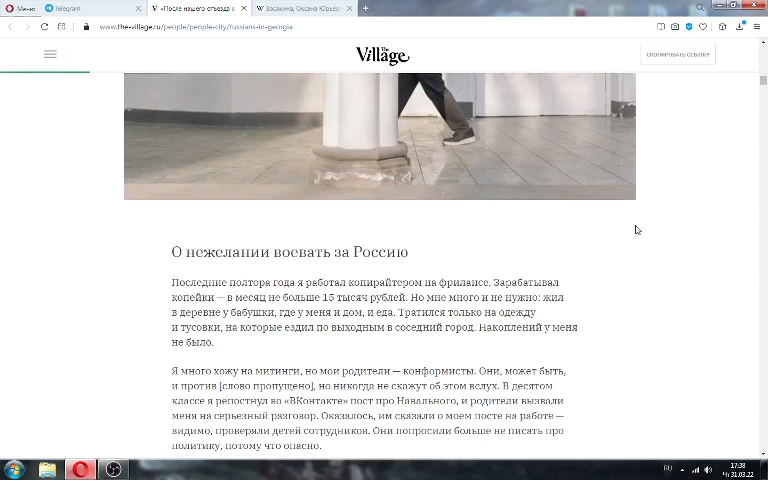 Меню
Telegram
«После нашего отъезда в
Васякина, Оксана Юрьев
www.the-village.ru/people/people-city/russians-in-georgia
The Village
СКОПИРОВАТЬ ССЫЛКУ
О нежелании воевать за Россию
Последние полтора года я работал копирайтером на фрилансе. Зарабатывал
копейки — в месяц не больше 15 тысяч рублей. Но мне много и не нужно: жил
в деревне у бабушки, где у меня и дом, и еда. Тратился только на одежду
и тусовки, на которые ездил по выходным в соседний город. Накоплений у меня
не было.
Я много хожу на митинги, но мои родители — конформисты. Они, может быть,
и против [слово пропущено], но никогда не скажут об этом вслух. В десятом
классе я репостнул во «ВКонтакте» пост про Навального, и родители вызвали
меня на серьезный разговор. Оказалось, им сказали о моем посте на работе —
видимо, проверяли детей сотрудников. Они попросили больше не писать про
политику, потому что опасно.
RU
17:38
Чт 31.03.22